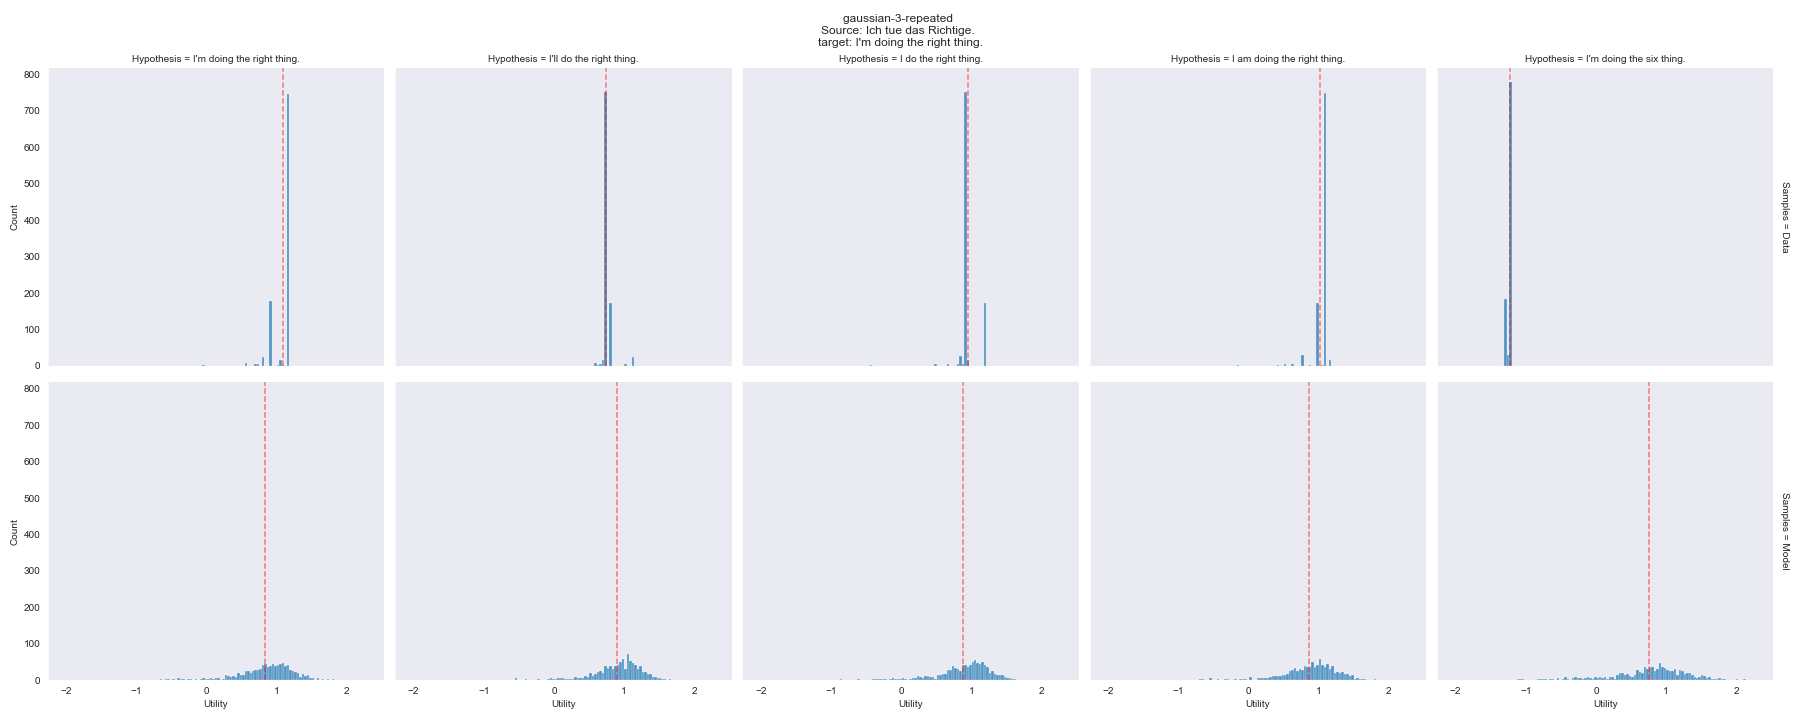 gaussian-3-repeated
Source: Ich tue das Richtige.
target: I'm doing the right thing.
Hypothesis = I'm doing the right thing.
Hypothesis = I'll do the right thing.
Hypothesis = I do the right thing.
Hypothesis = I am doing the right thing.
Hypothesis = I'm doing the six thing.
800
700
600
500
400
300
200
100
0
Count
Samples = Data
800
700
600
500
400
300
200
100
0
Count
Samples = Model
−2 −1 0 1 2
Utility
−2 −1 0 1 2
Utility
−2 −1 0 1 2
Utility
−2 −1 0 1 2
Utility
−2 −1 0 1 2
Utility